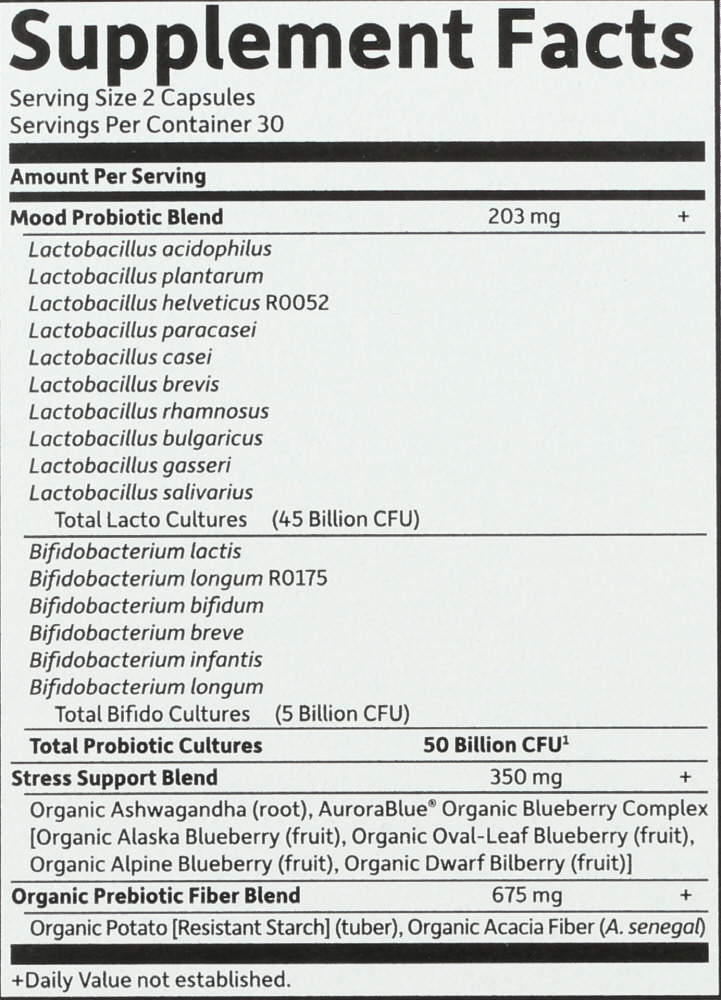 Supplement Facts
Serving Size 2 Capsules
Servings Per Container 30
Amount Per Serving
Mood Probiotic Blend 203 mg +
Lactobacillus acidophilus
Lactobacillus plantarum
Lactobacillus helveticus R0052
Lactobacillus paracasei
Lactobacillus casei
Lactobacillus brevis
Lactobacillus rhamnosus
Lactobacillus bulgaricus
Lactobacillus gasseri
Lactobacillus salivarius
Total Lacto Cultures (45 Billion CFU)
Bifidobacterium lactis
Bifidobacterium longum R0175
Bifidobacterium bifidum
Bifidobacterium breve
Bifidobacterium infantis
Bifidobacterium longum
Total Bifido Cultures (5 Billion CFU)
Total Probiotic Cultures 50 Billion CFU¹
Stress Support Blend 350 mg +
Organic Ashwagandha (root), AuroraBlue® Organic Blueberry Complex
[Organic Alaska Blueberry (fruit), Organic Oval-Leaf Blueberry (fruit),
Organic Alpine Blueberry (fruit), Organic Dwarf Bilberry (fruit)]
Organic Prebiotic Fiber Blend 675 mg +
Organic Potato [Resistant Starch] (tuber), Organic Acacia Fiber (A. senegal)
+Daily Value not established.